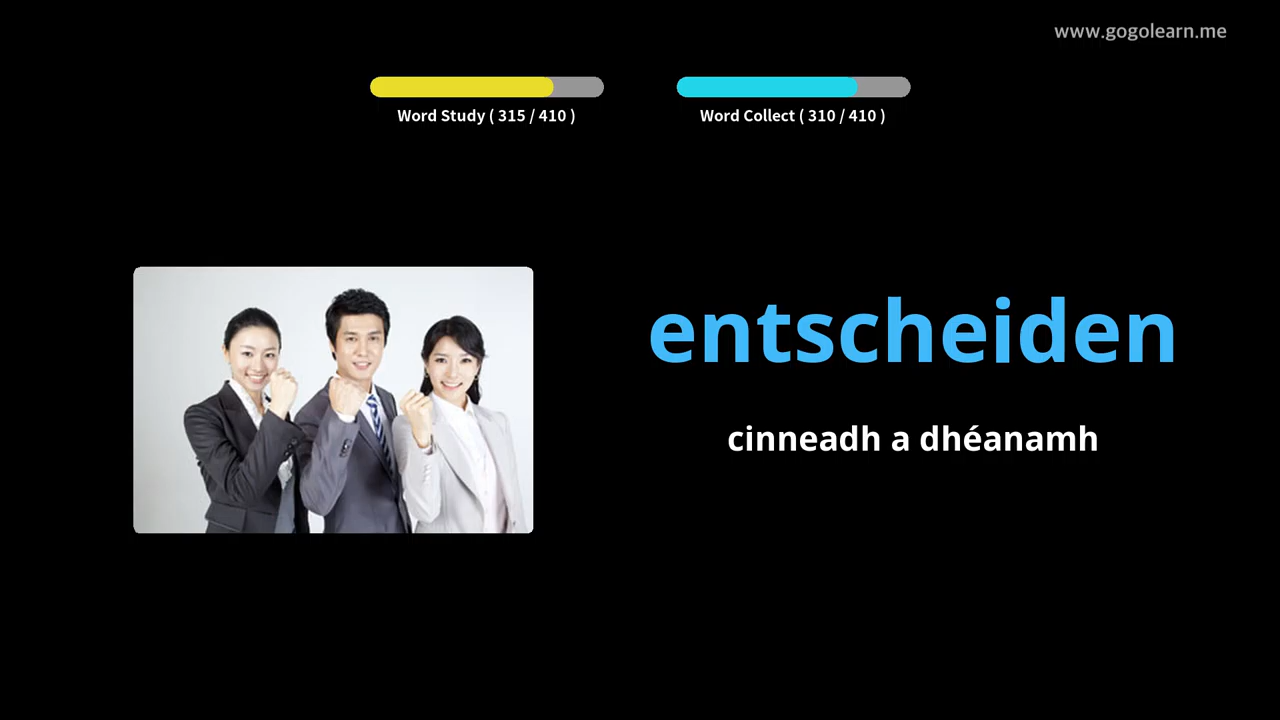 www.gogolearn.me
Word Study ( 315 / 410 )
Word Collect ( 310 / 410 )
entscheiden
cinneadh a dhéanamh